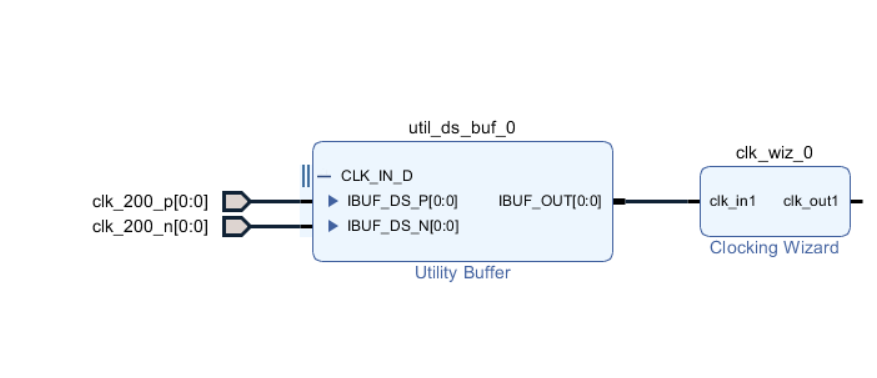 util_ds_buf_0
clk_wiz_0
CLK_IN_D
clk_200_p[0:0]
IBUF_DS_P[0:0]
IBUF_OUT[0:0]
clk_in1
clk_out1
clk_200_n[0:0]
IBUF_DS_N[0:0]
Clocking Wizard
Utility Buffer